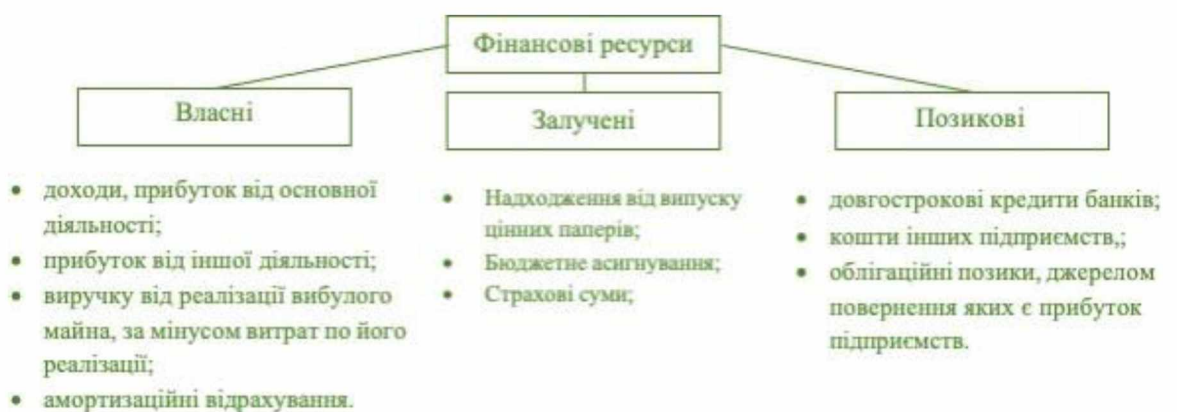 Фінансові ресурси
Власні
• доходи, прибуток від основної
діяльності;
• прибуток від іншої діяльності;
• виручку від реалізації вибулого
майна, за мінусом витрат по його
реалізації;
• амортизаційні відрахування.
Залучені
• Надходження від випуску
цінних паперів;
• Бюджетне асигнування;
• Страхові суми;
Позикові
• довгострокові кредити банків;
• кошти інших підприємств,;
• облігаційні позики, джерелом
повернення яких є прибуток
підприємств.